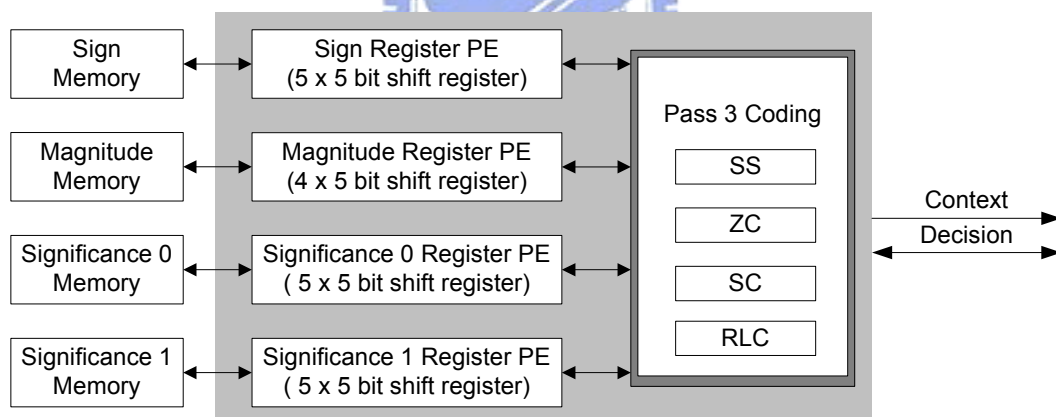 Sign
Memory
Sign Register PE
(5 x 5 bit shift register)
Magnitude
Memory
Magnitude Register PE
(4 x 5 bit shift register)
Significance 0
Memory
Significance 0 Register PE
( 5 x 5 bit shift register)
Significance 1
Memory
Significance 1 Register PE
( 5 x 5 bit shift register)
Pass 3 Coding
SS
ZC
SC
RLC
Context
Decision